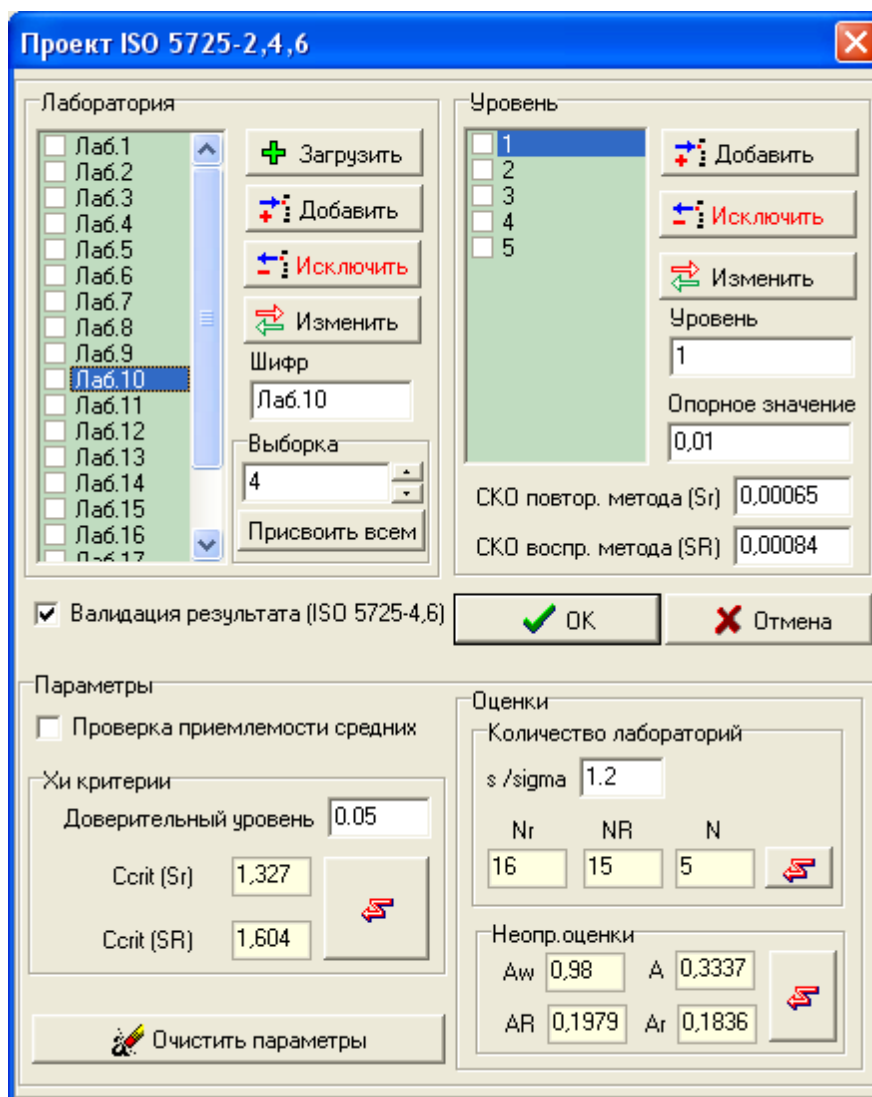 Проект ISO 5725-2,4,6
Лаборатория
Лаб.1
Лаб.2
Лаб.3
Лаб.4
Лаб.5
Лаб.6
Лаб.7
Лаб.8
Лаб.9
Лаб.10
Лаб.11
Лаб.12
Лаб.13
Лаб.14
Лаб.15
Лаб.16
Лаб.17
Загрузить
Добавить
Исключить
Изменить
Шифр
Лаб.10
Выборка
4
Присвоить всем
Уровень
1
2
3
4
5
Добавить
Исключить
Изменить
Уровень
1
Опорное значение
0,01
СКО повтор. метода (Sr) 0,00065
СКО воспр. метода (SR) 0,00084
Валидация результата (ISO 5725-4,6)
OK
Отмена
Параметры
Проверка приемлемости средних
Хи критерии
Доверительный уровень 0.05
Ccrit (Sr) 1,327
Ccrit (SR) 1,604
Очистить параметры
Оценки
Количество лабораторий
s /sigma 1.2
Nr NR N
16 15 5
Неопр.оценки
Aw 0,98 A 0,3337
AR 0,1979 Ar 0,1836